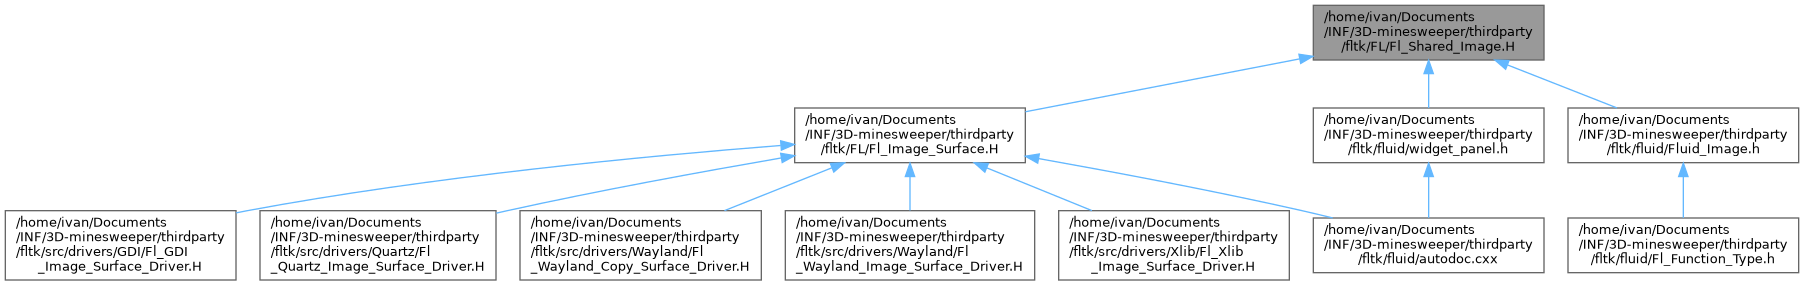 /home/ivan/Documents
/INF/3D-minesweeper/thirdparty
/fltk/FL/Fl_Shared_Image.H
/home/ivan/Documents
/INF/3D-minesweeper/thirdparty
/fltk/FL/Fl_Image_Surface.H
/home/ivan/Documents
/INF/3D-minesweeper/thirdparty
/fltk/fluid/widget_panel.h
/home/ivan/Documents
/INF/3D-minesweeper/thirdparty
/fltk/fluid/Fluid_Image.h
/home/ivan/Documents
/INF/3D-minesweeper/thirdparty
/fltk/src/drivers/GDI/Fl_GDI
_Image_Surface_Driver.H
/home/ivan/Documents
/INF/3D-minesweeper/thirdparty
/fltk/src/drivers/Quartz/Fl
_Quartz_Image_Surface_Driver.H
/home/ivan/Documents
/INF/3D-minesweeper/thirdparty
/fltk/src/drivers/Wayland/Fl
_Wayland_Copy_Surface_Driver.H
/home/ivan/Documents
/INF/3D-minesweeper/thirdparty
/fltk/src/drivers/Wayland/Fl
_Wayland_Image_Surface_Driver.H
/home/ivan/Documents
/INF/3D-minesweeper/thirdparty
/fltk/src/drivers/Xlib/Fl_Xlib
_Image_Surface_Driver.H
/home/ivan/Documents
/INF/3D-minesweeper/thirdparty
/fltk/fluid/autodoc.cxx
/home/ivan/Documents
/INF/3D-minesweeper/thirdparty
/fltk/fluid/Fl_Function_Type.h